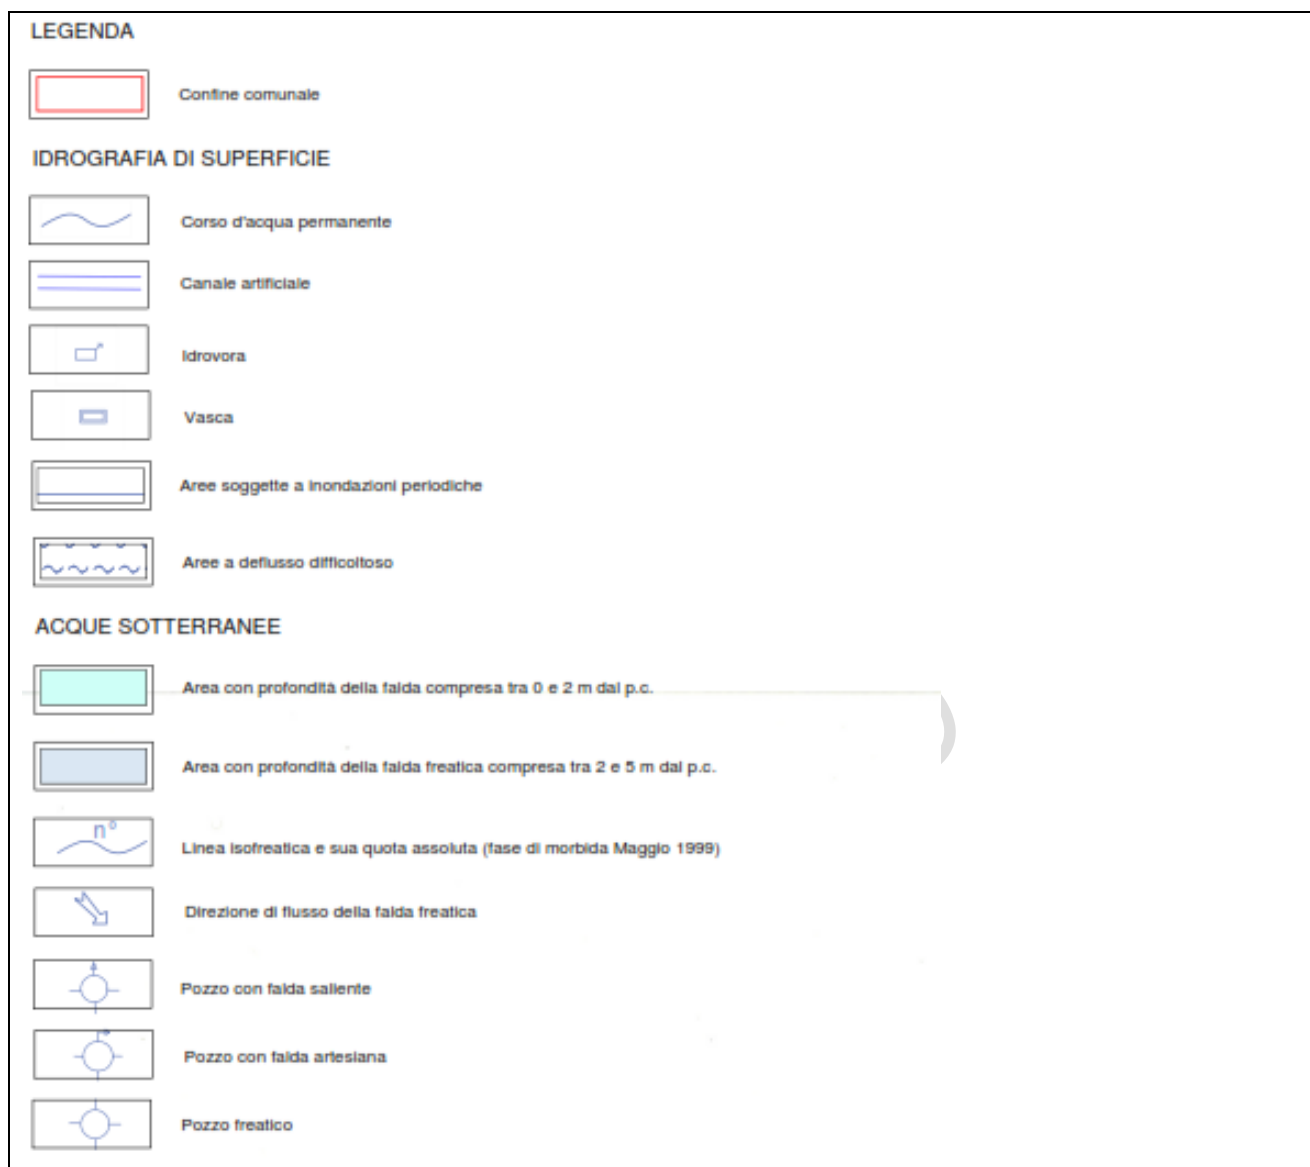 LEGENDA
Confine comunale
IDROGRAFIA DI SUPERFICIE
Corso d'acqua permanente
Canale artificiale
Idrovora
Vasca
Aree soggette a inondazioni periodiche
Aree a deflusso difficoltoso
ACQUE SOTTERRANEE
Area con profondità della falda compresa tra 0 e 2 m dal p.c.
Area con profondità della falda freatica compresa tra 2 e 5 m dal p.c.
n°
Linea isofreatica e sua quota assoluta (fase di morbida Maggio 1999)
Direzione di flusso della falda freatica
Pozzo con falda saliente
Pozzo con falda artesiana
Pozzo freatico